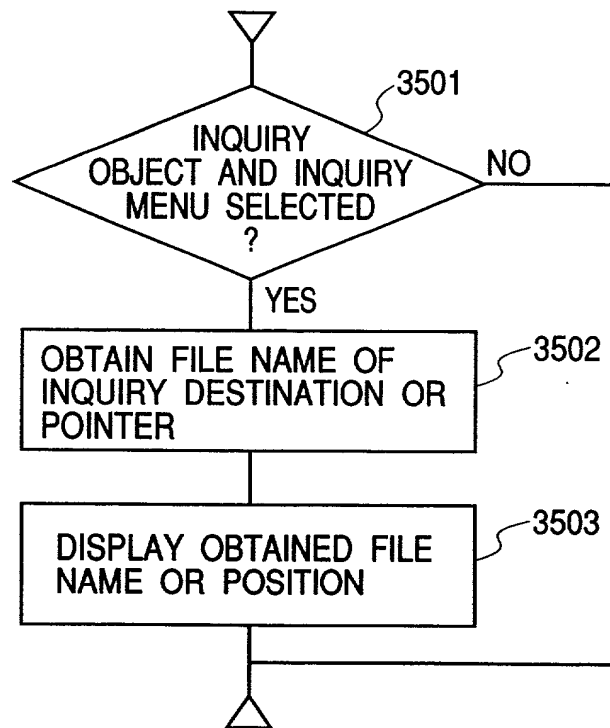 3501
INQUIRY
OBJECT AND INQUIRY
MENU SELECTED
?
NO
YES
OBTAIN FILE NAME OF
INQUIRY DESTINATION OR
POINTER
3502
DISPLAY OBTAINED FILE
NAME OR POSITION
3503